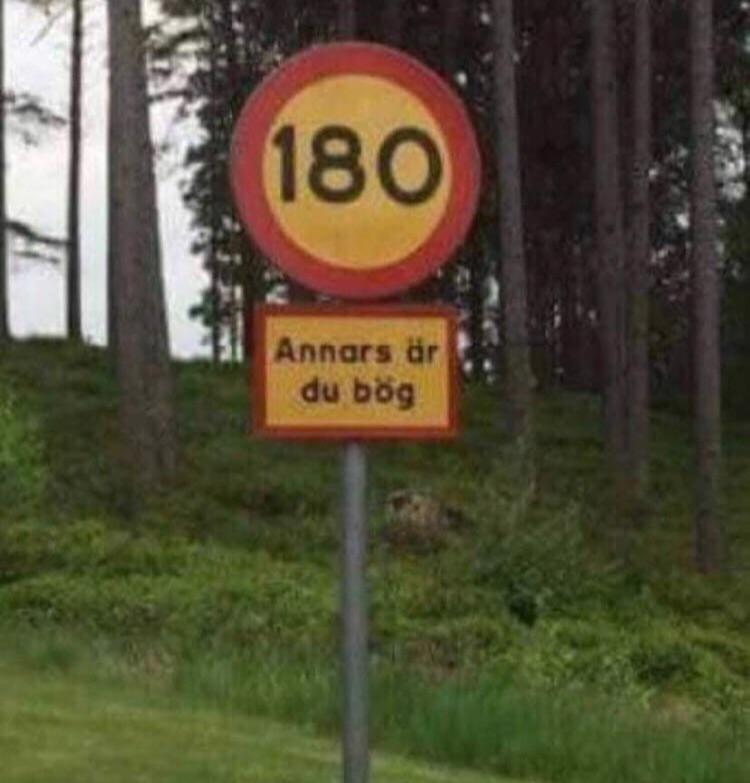 180
Annars är
du bög